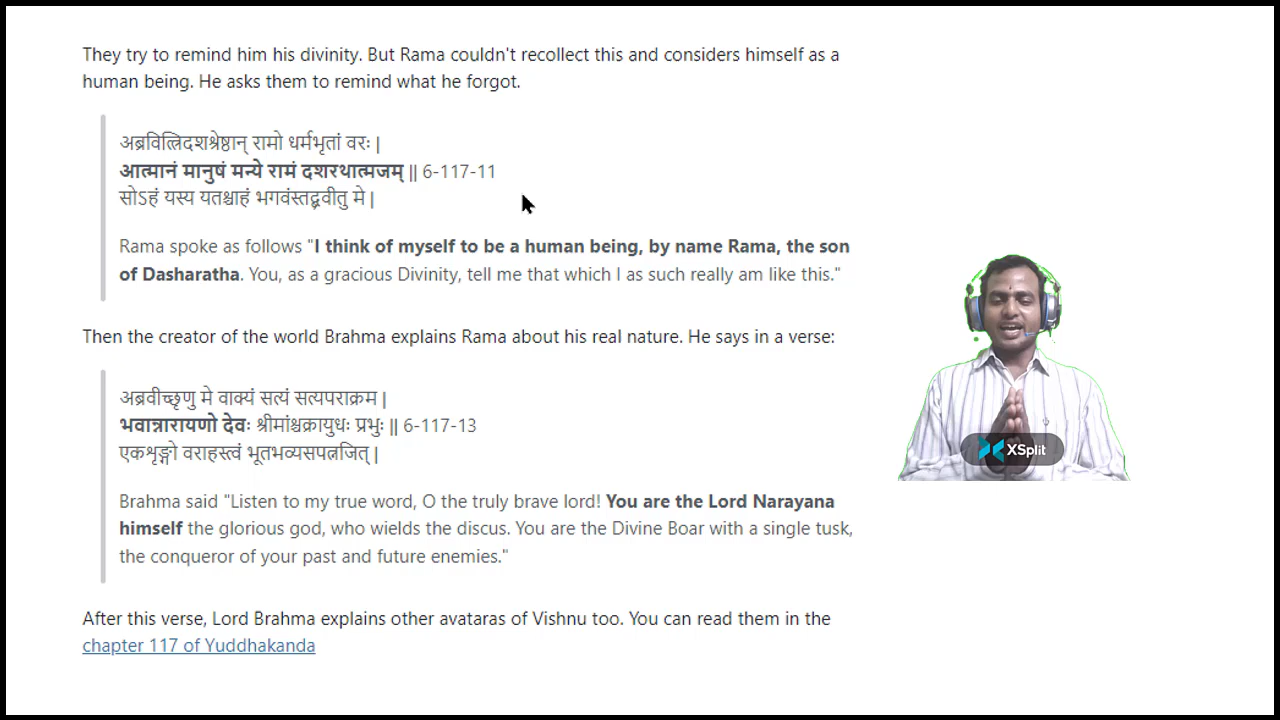 They try to remind him his divinity. But Rama couldn't recollect this and considers himself as a
human being. He asks them to remind what he forgot.
अब्रवित्त्रिदशश्रेष्ठान् रामो धर्मभृतां वरः |
आत्मानं मानुषं मन्ये रामं दशरथात्मजम् || 6-117-11
सोऽहं यस्य यतश्चाहं भगवंस्तद्ब्रवीतु मे |
Rama spoke as follows "I think of myself to be a human being, by name Rama, the son
of Dasharatha. You, as a gracious Divinity, tell me that which I as such really am like this."
Then the creator of the world Brahma explains Rama about his real nature. He says in a verse:
अब्रवीच्छृणु मे वाक्यं सत्यं सत्यपराक्रम |
भवान्नारायणो देवः श्रीमांश्चक्रायुधः प्रभुः || 6-117-13
एकशृङ्गो वराहस्त्वं भूतभव्यसपत्नजित् |
XSplit
Brahma said "Listen to my true word, O the truly brave lord! You are the Lord Narayana
himself the glorious god, who wields the discus. You are the Divine Boar with a single tusk,
the conqueror of your past and future enemies."
After this verse, Lord Brahma explains other avataras of Vishnu too. You can read them in the
chapter 117 of Yuddhakanda